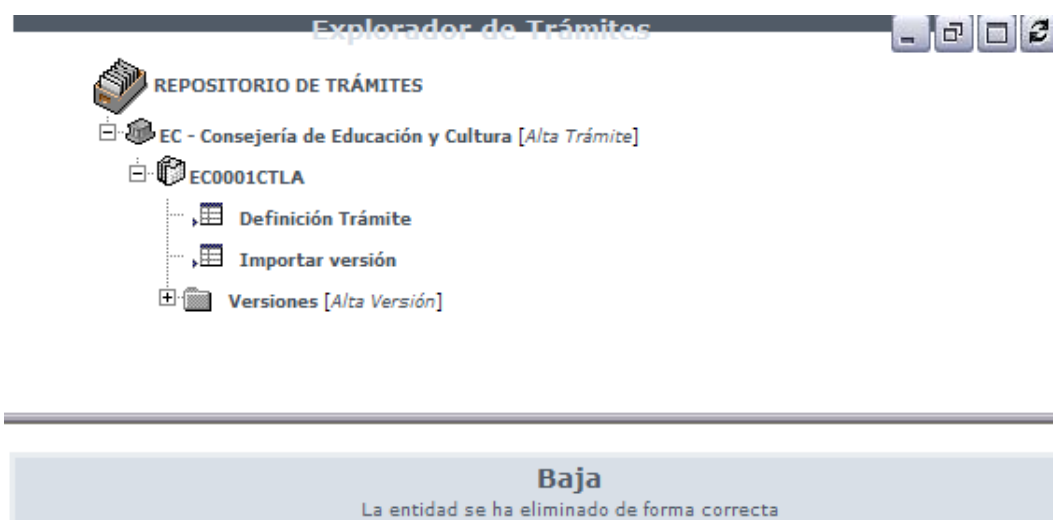 Explorador de Trámites
REPOSITORIO DE TRÁMITES
EC - Consejería de Educación y Cultura [Alta Trámite]
EC0001CTLA
Definición Trámite
Importar versión
Versiones [Alta Versión]
Baja
La entidad se ha eliminado de forma correcta